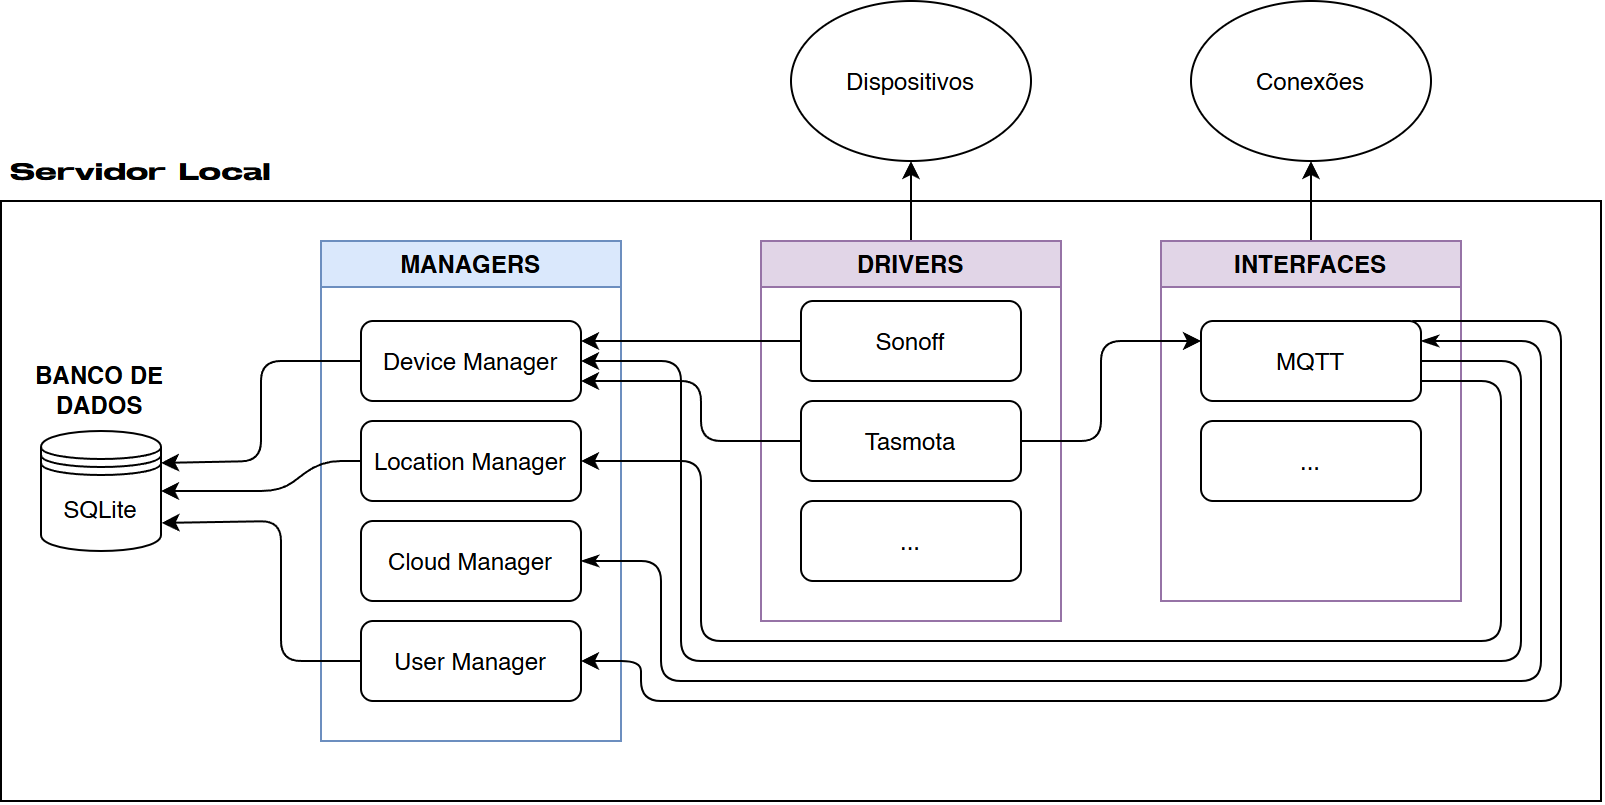 Dispositivos
Conexões
Servidor Local
MANAGERS
DRIVERS
INTERFACES
Sonoff
Device Manager
MQTT
BANCO DE
DADOS
Tasmota
Location Manager
...
SQLite
...
Cloud Manager
User Manager